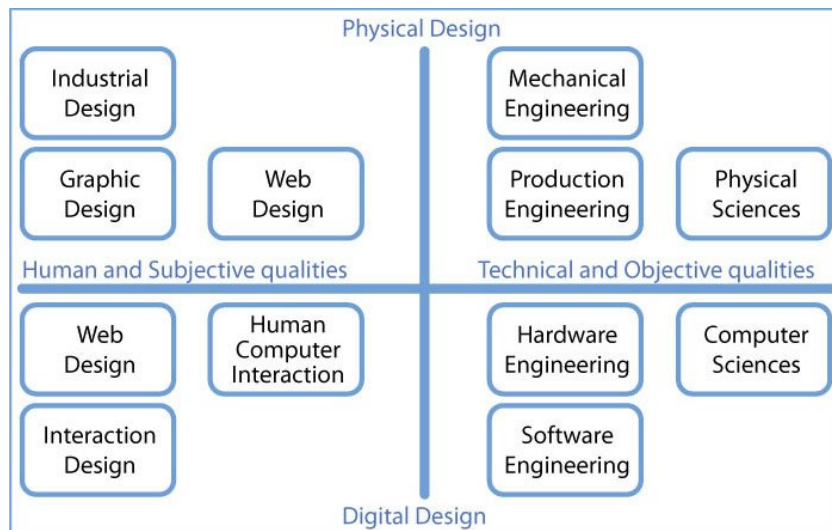 Physical Design
Industrial
Design
Mechanical
Engineering
Graphic
Design
Web
Design
Production
Engineering
Physical
Sciences
Human and Subjective qualities
Technical and Objective qualities
Web
Design
Human
Computer
Interaction
Hardware
Engineering
Computer
Sciences
Interaction
Design
Software
Engineering
Digital Design